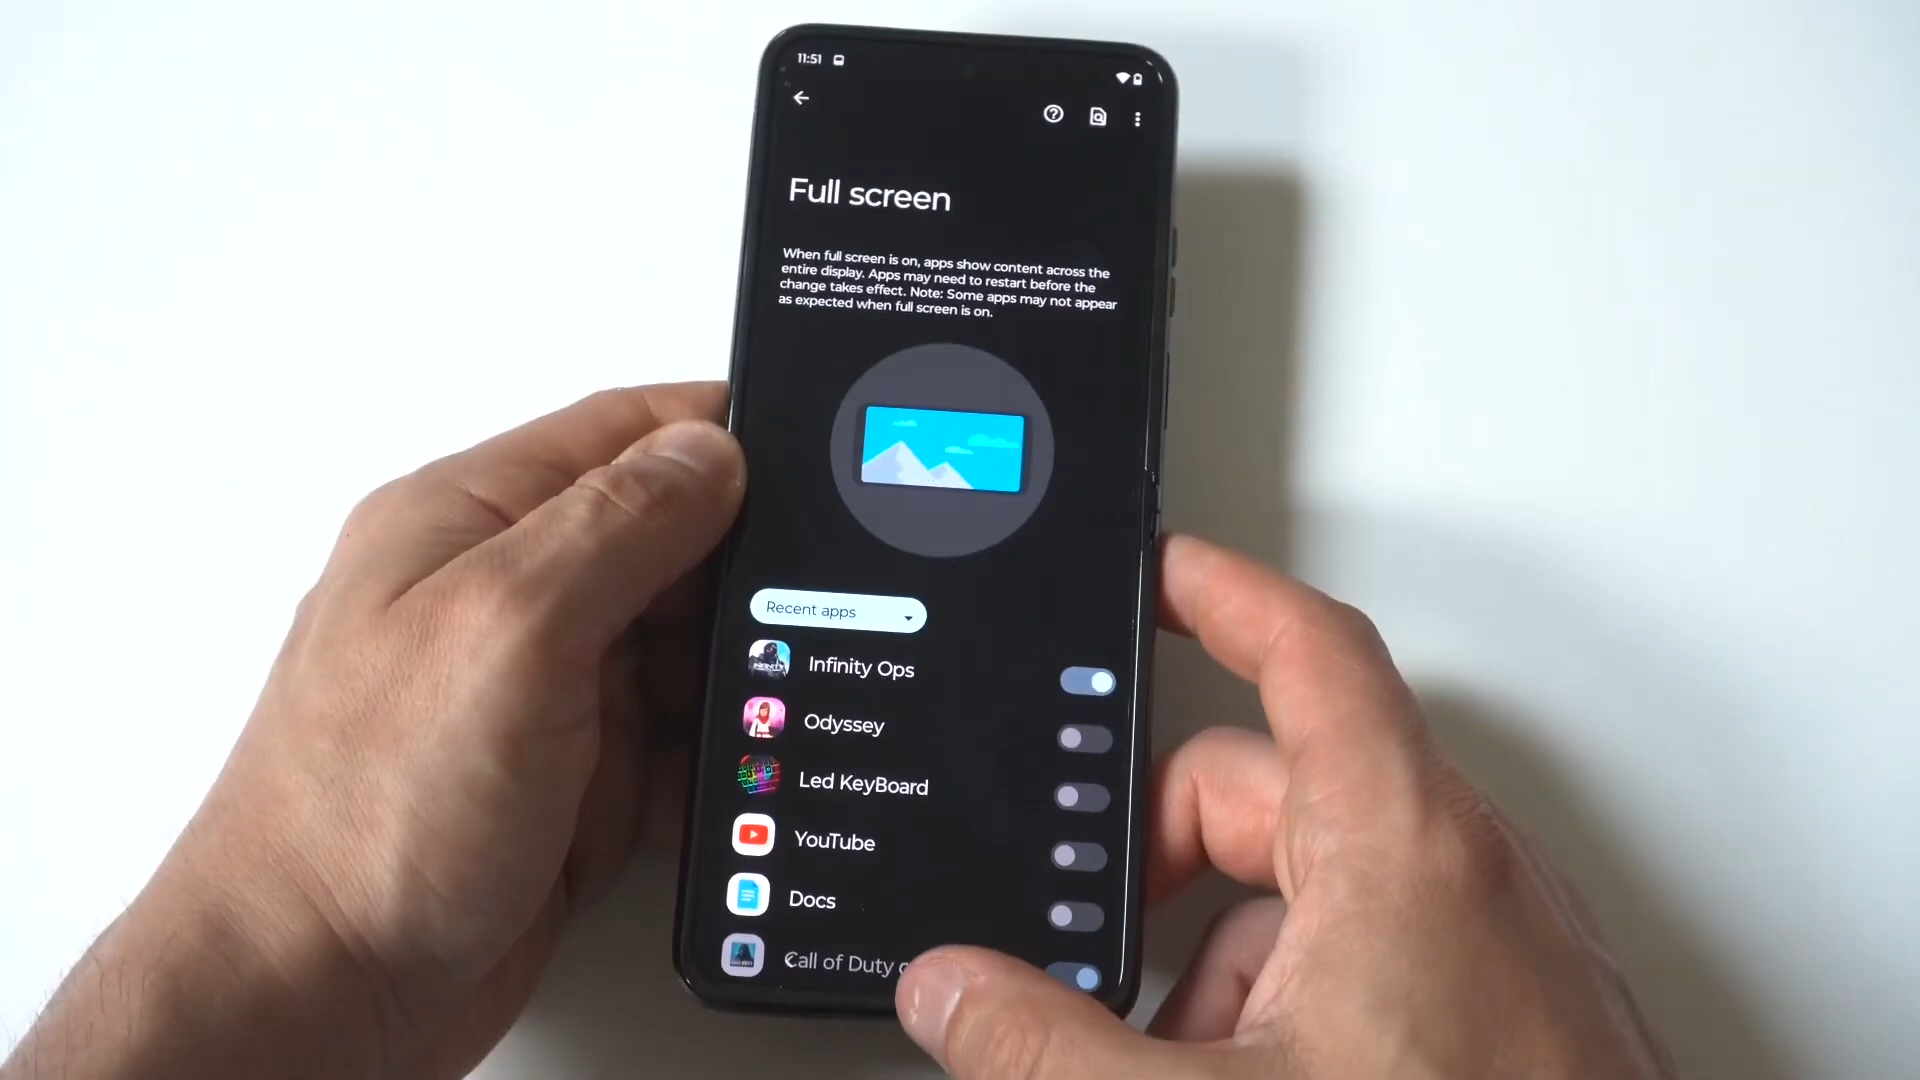 11:51
Full screen
When full screen is on, apps show content across the
entire display. Apps may need to restart before the
change takes effect. Note: Some apps may not appear
as expected when full screen is on.
Recent apps
Infinity Ops
Odyssey
Led KeyBoard
YouTube
Docs
Call of Duty